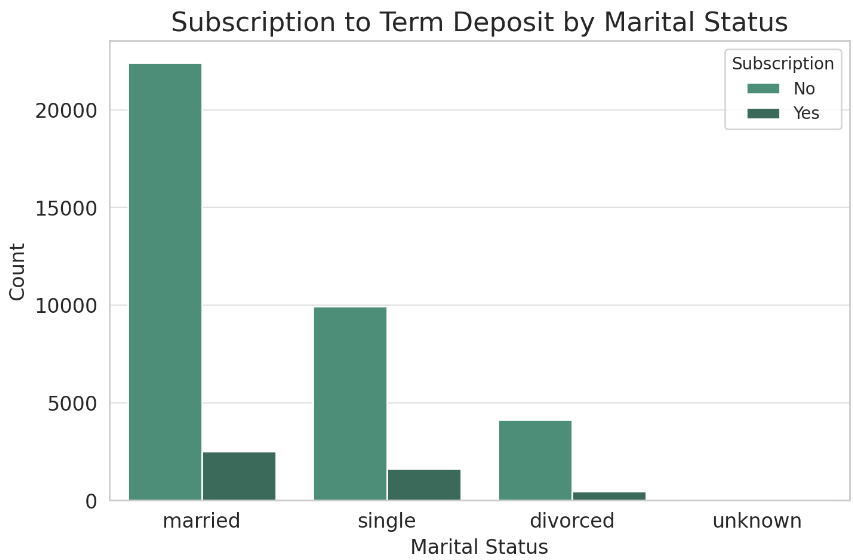 Subscription to Term Deposit by Marital Status
Subscription
No
Yes
Count
20000
15000
10000
5000
0
married single divorced unknown
Marital Status